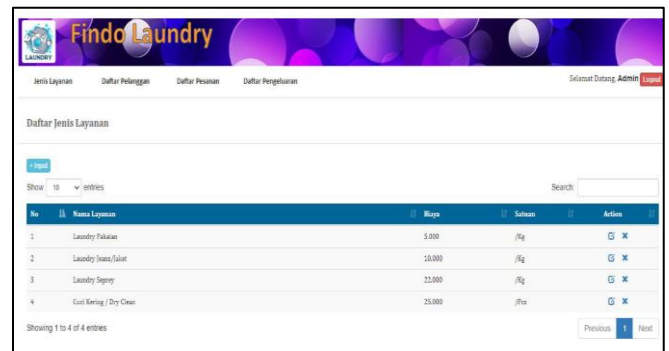 Findo Laundry
LAUNDRY
Jenis Layanan Daftar Pelanggan Daftar Pesanan Daftar Pengeluaran Selamat Datang, Admin Logout
Daftar Jenis Layanan
+ Input
Show 10 entries Search:
No Nama Layanan Biaya Satuan Action
1 Laundry Pakaian 5.000 /Kg
2 Laundry Jeans/Jaket 10.000 /Kg
3 LaundrySeprey 22.000 /Kg
4 Cuci Kering / Dry Clean 25.000 /Pcs
Showing 1 to 4 of 4 entries Previous 1 Next